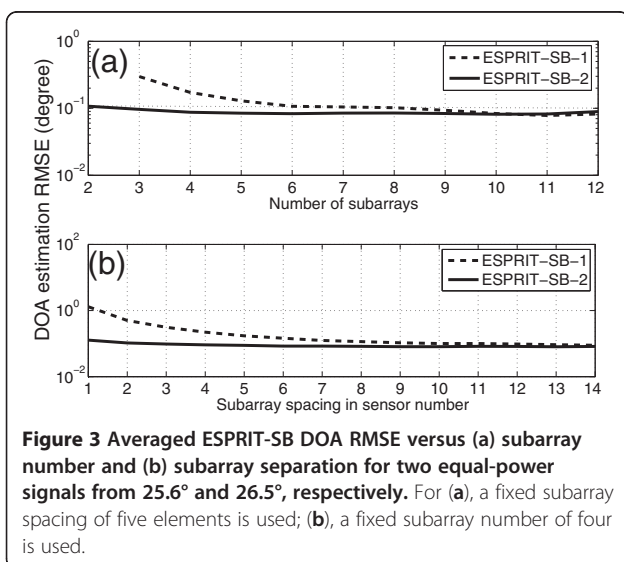 (a)
ESPRIT−SB−1
ESPRIT−SB−2
10^0
10^−1
10^−2
2 3 4 5 6 7 8 9 10 11 12
Number of subarrays
DOA estimation RMSE (degree)
(b)
ESPRIT−SB−1
ESPRIT−SB−2
10^2
10^0
10^−2
1 2 3 4 5 6 7 8 9 10 11 12 13 14
Subarray spacing in sensor number
Figure 3 Averaged ESPRIT-SB DOA RMSE versus (a) subarray
number and (b) subarray separation for two equal-power
signals from 25.6° and 26.5°, respectively. For (a), a fixed subarray
spacing of five elements is used; (b), a fixed subarray number of four
is used.